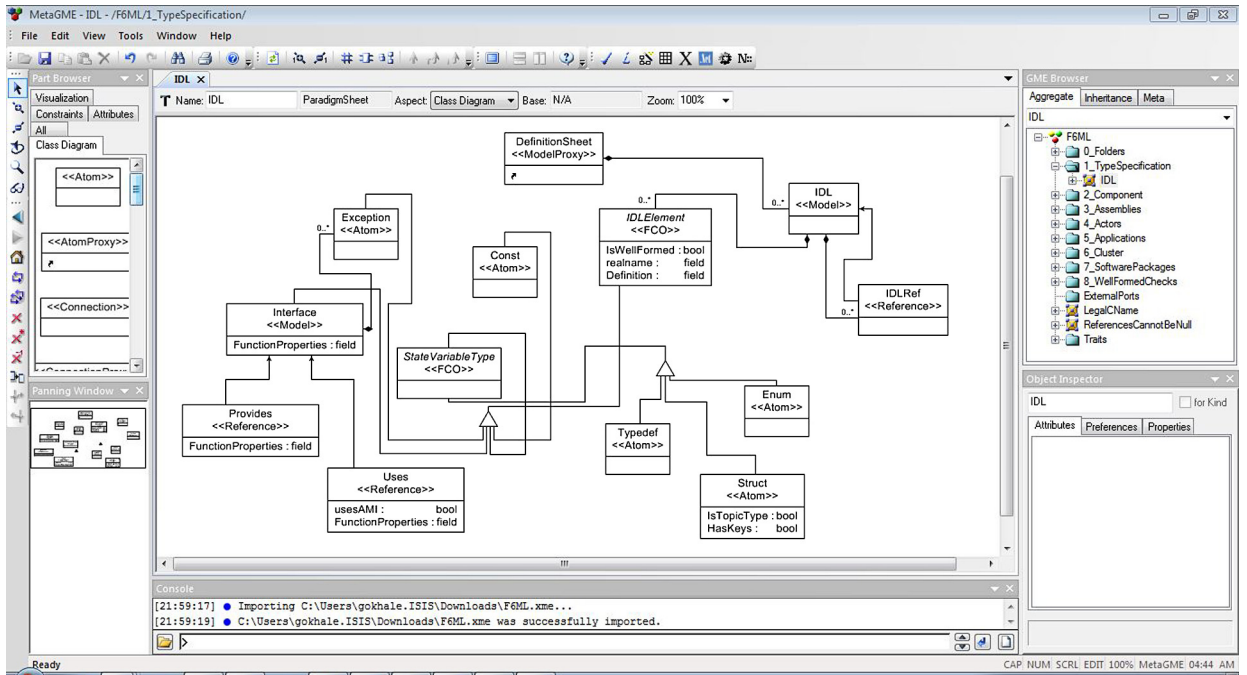 MetaGME - IDL - /F6ML/1_TypeSpecification/
File Edit View Tools Window Help
Part Browser
Visualization
Constraints Attributes
All
Class Diagram
<<Atom>>
<<AtomProxy>>
<<Connection>>
Panning Window
IDL
Name: IDL ParadigmSheet Aspect: Class Diagram Base: N/A Zoom: 100%
DefinitionSheet
<<ModelProxy>>
IDL
<<Model>>
0..*
0..*
Exception
<<Atom>>
0..*
Const
<<Atom>>
IDLElement
<<FCO>>
IsWellFormed : bool
realname : field
Definition : field
IDLRef
<<Reference>>
0..*
Interface
<<Model>>
FunctionProperties : field
StateVariableType
<<FCO>>
Enum
<<Atom>>
Provides
<<Reference>>
FunctionProperties : field
Typedef
<<Atom>>
Uses
<<Reference>>
usesAMI : bool
FunctionProperties : field
Struct
<<Atom>>
IsTopicType : bool
HasKeys : bool
Console
[21:59:17] Importing C:\Users\gokhale.ISIS\Downloads\F6ML.xme...
[21:59:19] C:\Users\gokhale.ISIS\Downloads\F6ML.xme was successfully imported.
GME Browser
Aggregate Inheritance Meta
IDL
F6ML
0_Folders
1_TypeSpecification
IDL
2_Component
3_Assemblies
4_Actors
5_Applications
6_Cluster
7_SoftwarePackages
8_WellFormedChecks
ExternalPorts
LegalCName
ReferencesCannotBeNull
Traits
Object Inspector
IDL for Kind
Attributes Preferences Properties
Ready
CAP NUM SCRL EDIT 100% MetaGME 04:44 AM